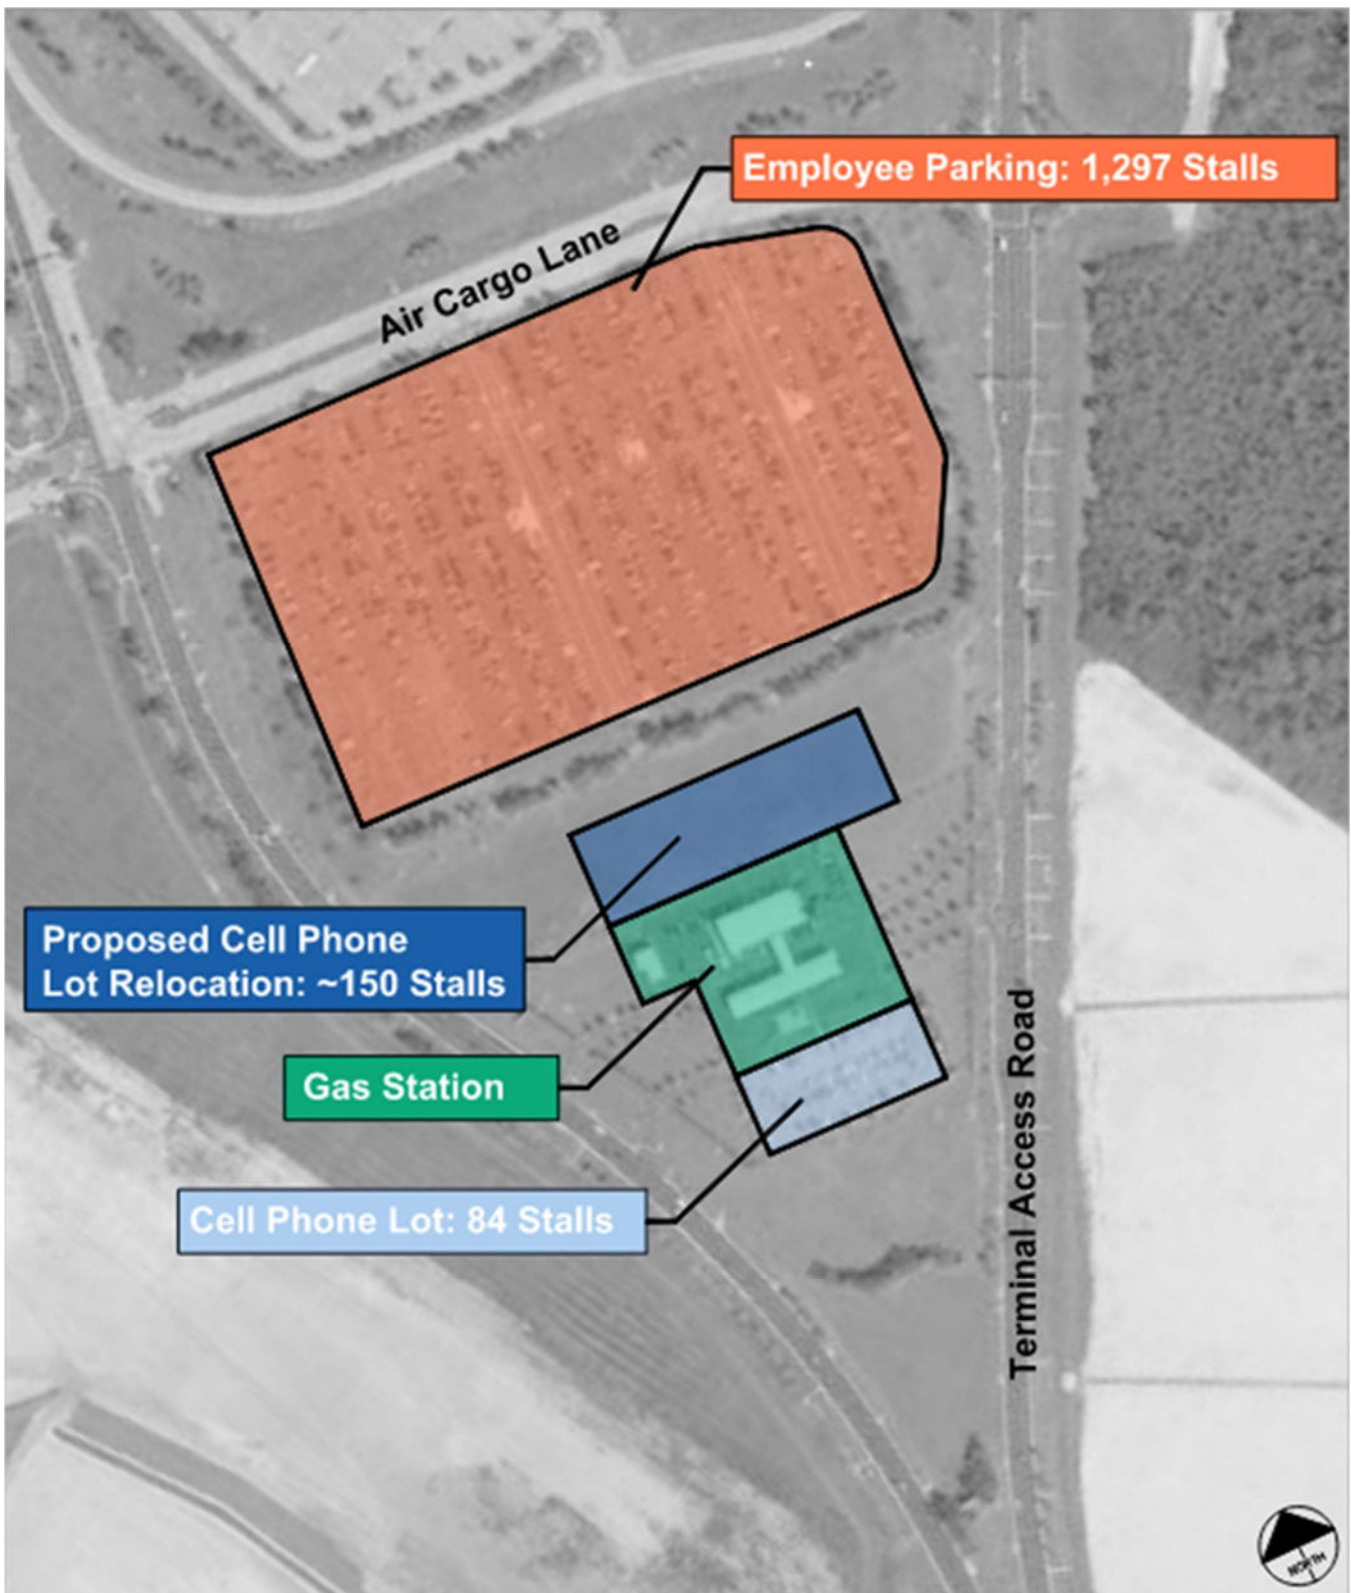 Employee Parking: 1,297 Stalls
Air Cargo Lane
Proposed Cell Phone
Lot Relocation: ~150 Stalls
Gas Station
Cell Phone Lot: 84 Stalls
Terminal Access Road
NORTH